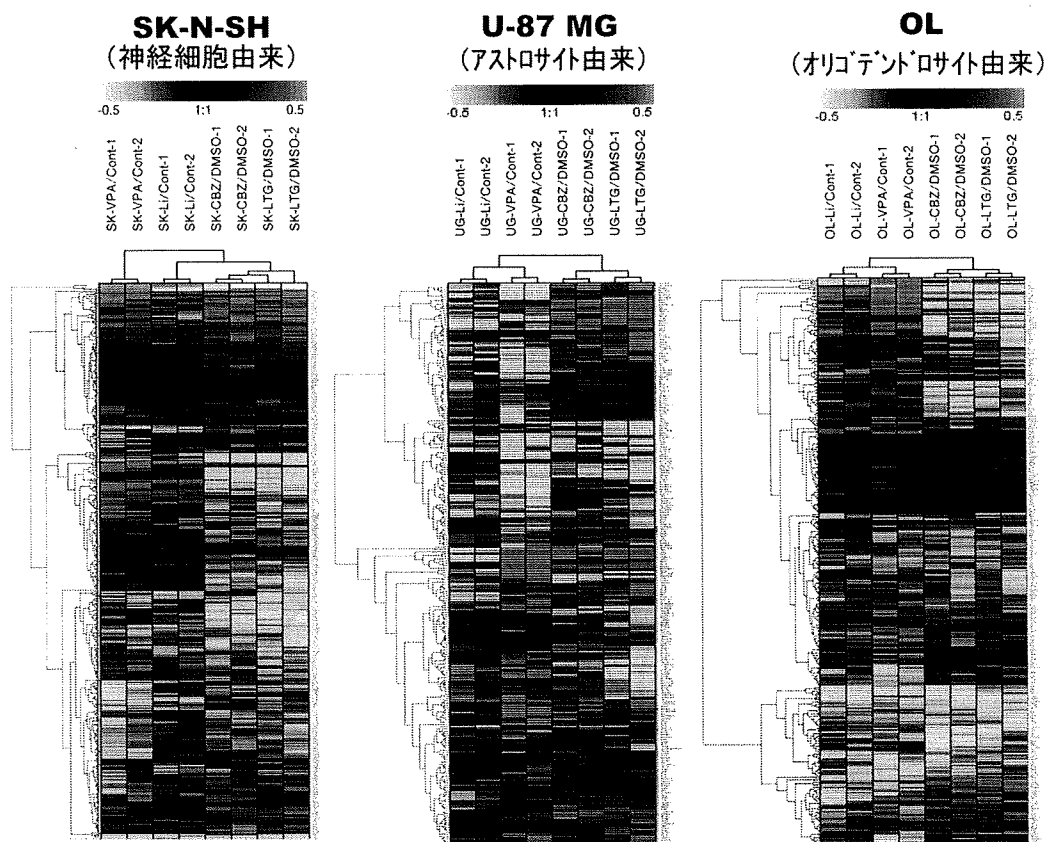 SK-N-SH
(神経細胞由来)
-0.5 1:1 0.5
SK-VPA/Cont-1
SK-VPA/Cont-2
SK-Li/Cont-1
SK-Li/Cont-2
SK-CBZ/DMSO-1
SK-CBZ/DMSO-2
SK-LTG/DMSO-1
SK-LTG/DMSO-2
U-87 MG
(アストロサイト由来)
-0.5 1:1 0.5
UG-Li/Cont-1
UG-Li/Cont-2
UG-VPA/Cont-1
UG-VPA/Cont-2
UG-CBZ/DMSO-1
UG-CBZ/DMSO-2
UG-LTG/DMSO-1
UG-LTG/DMSO-2
OL
(オリゴデンドロサイト由来)
-0.5 1:1 0.5
OL-Li/Cont-1
OL-Li/Cont-2
OL-VPA/Cont-1
OL-VPA/Cont-2
OL-CBZ/DMSO-1
OL-CBZ/DMSO-2
OL-LTG/DMSO-1
OL-LTG/DMSO-2